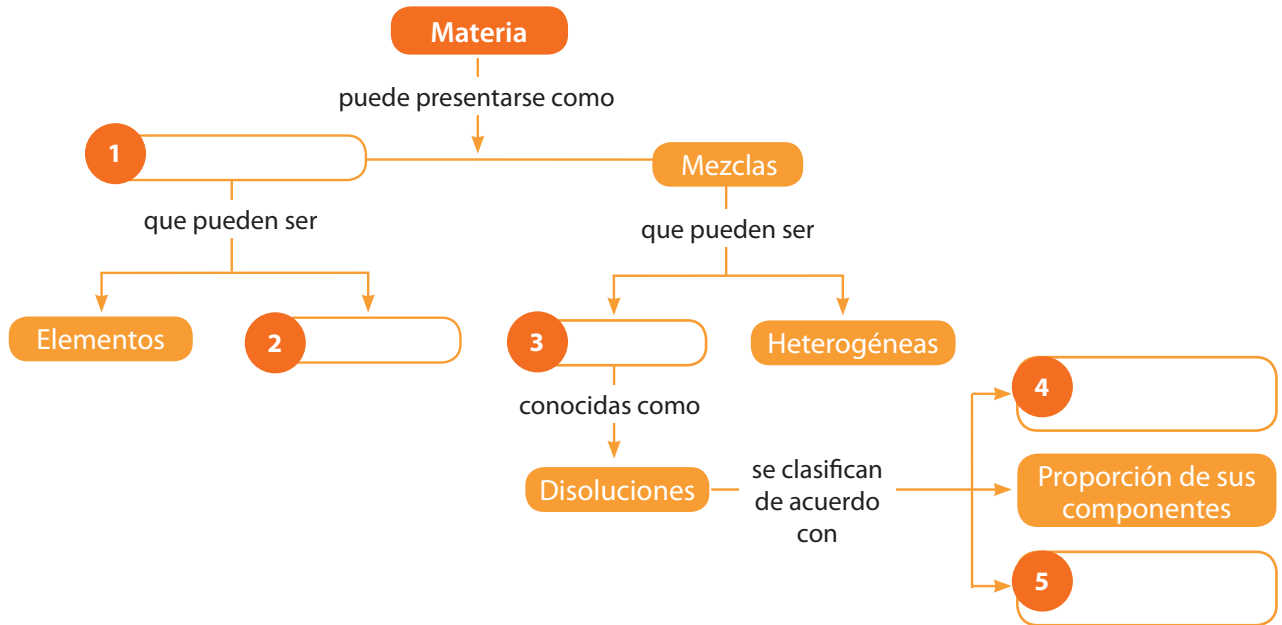 Materia
puede presentarse como
1
Mezclas
que pueden ser
que pueden ser
Elementos
2
3
Heterogéneas
conocidas como
Disoluciones
se clasifican
de acuerdo
con
4
Proporción de sus
componentes
5